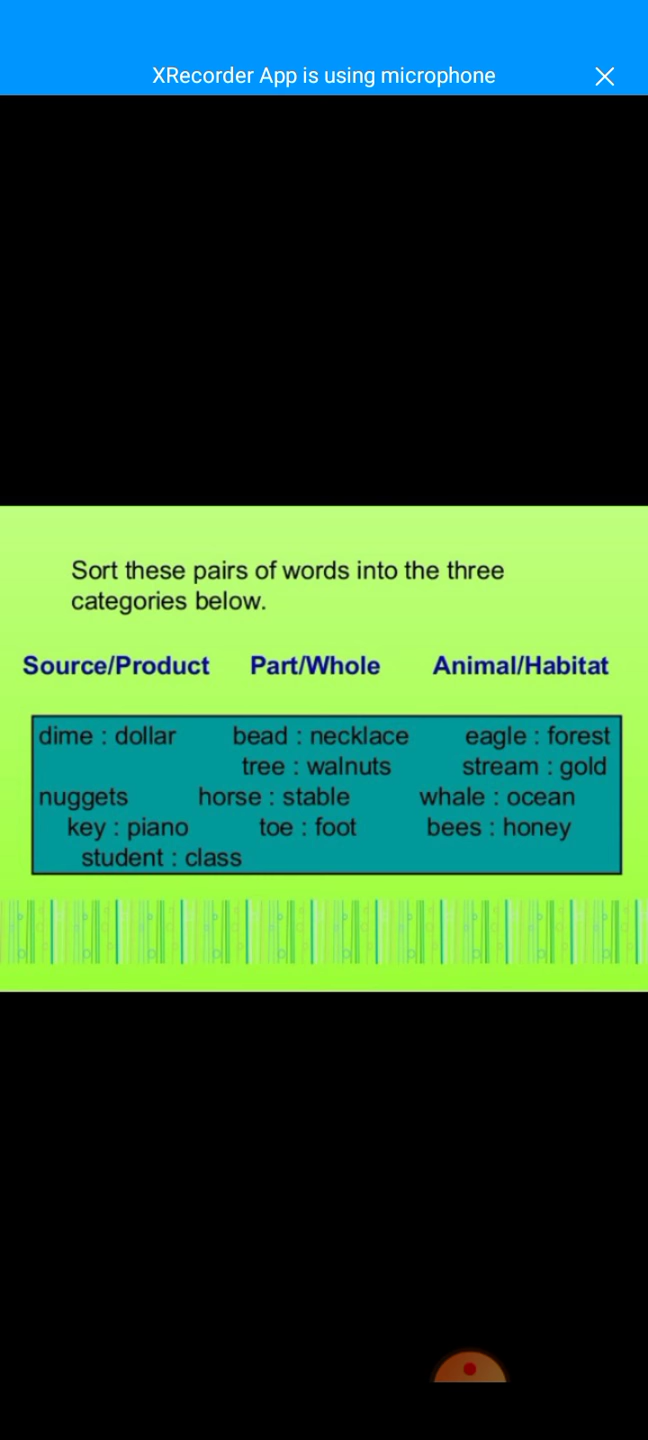 XRecorder App is using microphone
Sort these pairs of words into the three
categories below.
Source/Product Part/Whole Animal/Habitat
dime : dollar bead : necklace eagle : forest
tree : walnuts stream : gold
nuggets horse : stable whale : ocean
key : piano toe : foot bees : honey
student : class